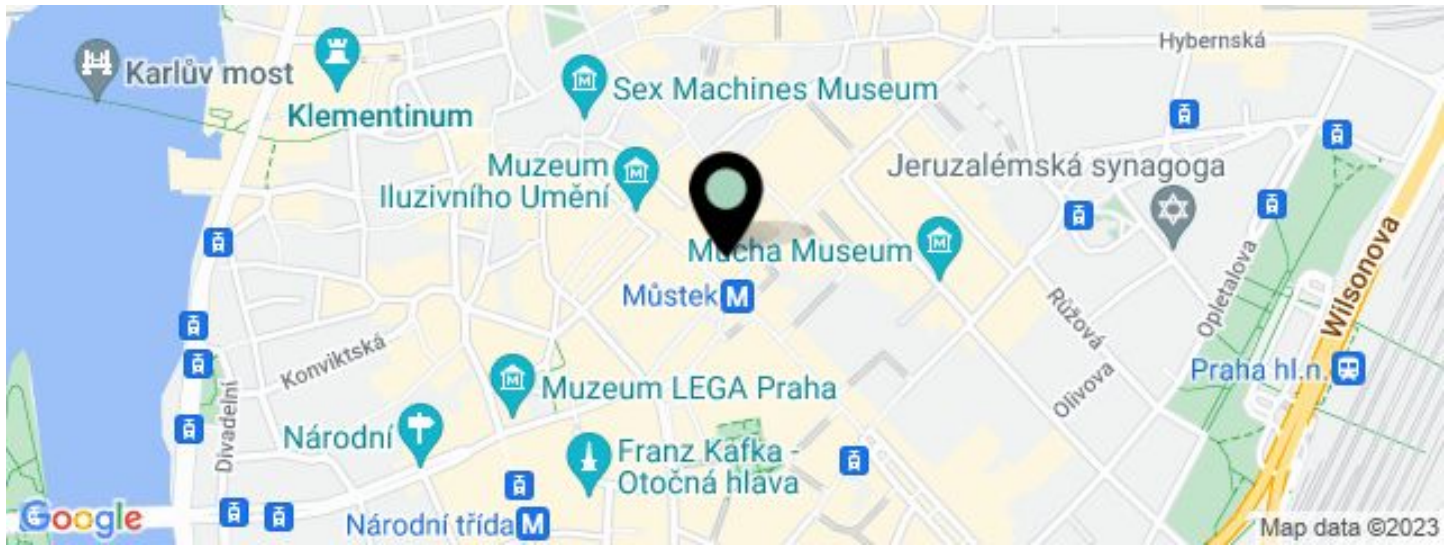 Hybernská
Karlův most
Klementinum
Sex Machines Museum
Muzeum
Iluzivního Umění
Jeruzalémská synagoga
Mucha Museum
Můstek M
Růžová
Opletalova
Wilsonova
Konviktská
Praha hl.n.
Muzeum LEGA Praha
Olivova
Divadelní
Národní
Franz Kafka -
Otočná hlava
Národní třída M
Google
Map data ©2023